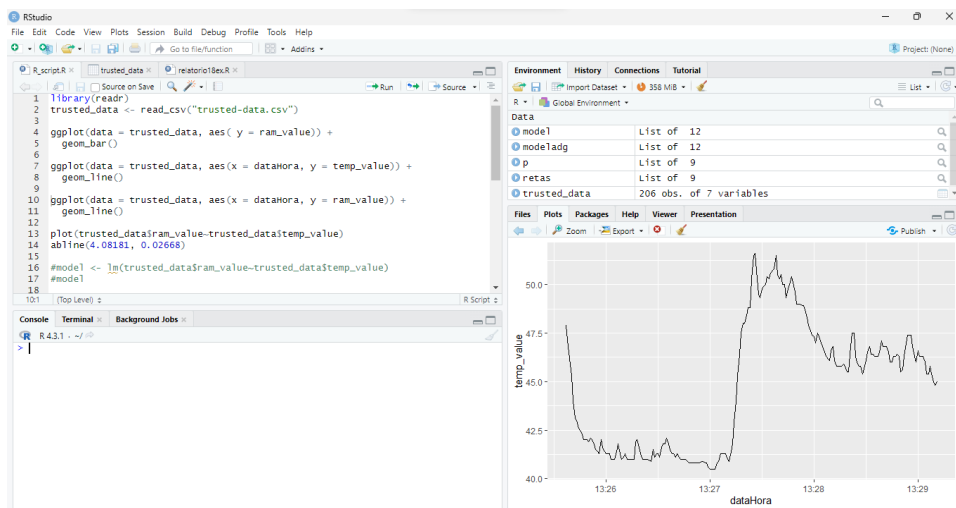 RStudio
File Edit Code View Plots Session Build Debug Profile Tools Help
Go to file/function Addins Project: (None)
R_script.R trusted_data relatorio18ex.R
Source on Save Run Source
1 library(readr)
2 trusted_data <- read_csv("trusted-data.csv")
3
4 ggplot(data = trusted_data, aes( y = ram_value)) +
5 geom_bar()
6
7 ggplot(data = trusted_data, aes(x = dataHora, y = temp_value)) +
8 geom_line()
9
10 ggplot(data = trusted_data, aes(x = dataHora, y = ram_value)) +
11 geom_line()
12
13 plot(trusted_data$ram_value~trusted_data$temp_value)
14 abline(4.08181, 0.02668)
15
16 #model <- lm(trusted_data$ram_value~trusted_data$temp_value)
17 #model
18
10:1 (Top Level) R Script
Console Terminal Background Jobs
R 4.3.1 · ~/
>
Environment History Connections Tutorial
Import Dataset 358 MiB List
R Global Environment
Data
model List of 12
modeladg List of 12
p List of 9
retas List of 9
trusted_data 206 obs. of 7 variables
Files Plots Packages Help Viewer Presentation
Zoom Export Publish
50.0
47.5
45.0
42.5
40.0
temp_value
13:26 13:27 13:28 13:29
dataHora